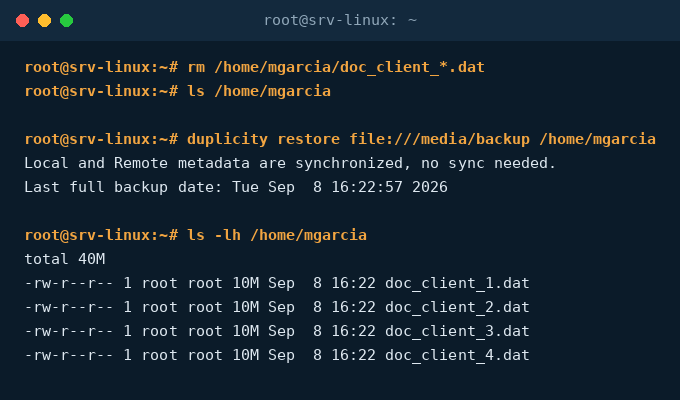 root@srv-linux: ~
root@srv-linux:~# rm /home/mgarcia/doc_client_*.dat
root@srv-linux:~# ls /home/mgarcia
root@srv-linux:~# duplicity restore file:///media/backup /home/mgarcia
Local and Remote metadata are synchronized, no sync needed.
Last full backup date: Tue Sep  8 16:22:57 2026
root@srv-linux:~# ls -lh /home/mgarcia
total 40M
-rw-r--r-- 1 root root 10M Sep  8 16:22 doc_client_1.dat
-rw-r--r-- 1 root root 10M Sep  8 16:22 doc_client_2.dat
-rw-r--r-- 1 root root 10M Sep  8 16:22 doc_client_3.dat
-rw-r--r-- 1 root root 10M Sep  8 16:22 doc_client_4.dat